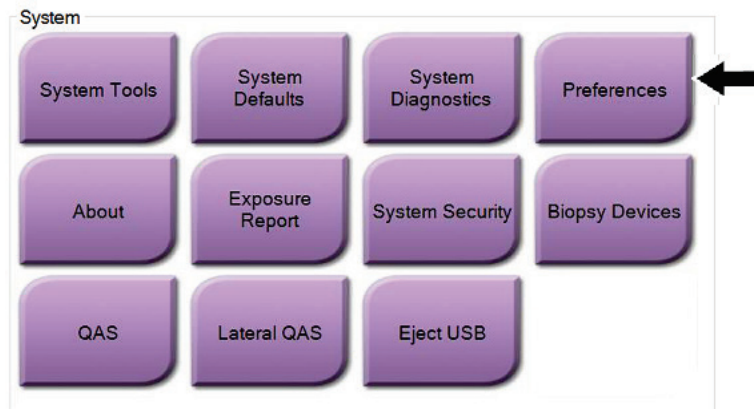 System
System Tools
System
Defaults
System
Diagnostics
Preferences
About
Exposure
Report
System Security
Biopsy Devices
QAS
Lateral QAS
Eject USB